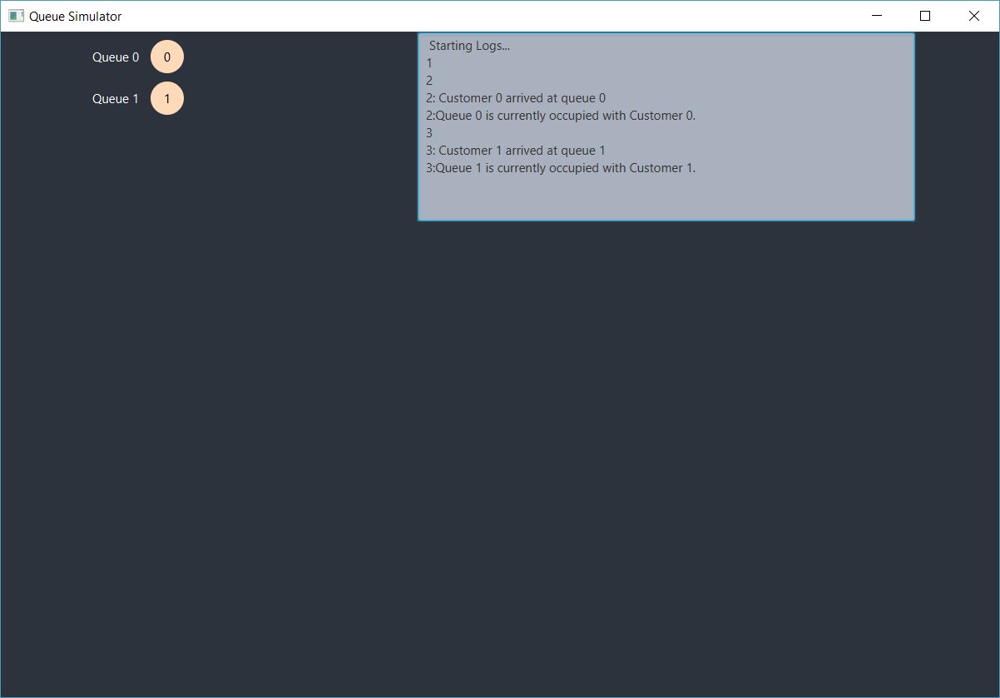 Queue Simulator
Queue 0 0
Queue 1 1
Starting Logs...
1
2
2: Customer 0 arrived at queue 0
2:Queue 0 is currently occupied with Customer 0.
3
3: Customer 1 arrived at queue 1
3:Queue 1 is currently occupied with Customer 1.